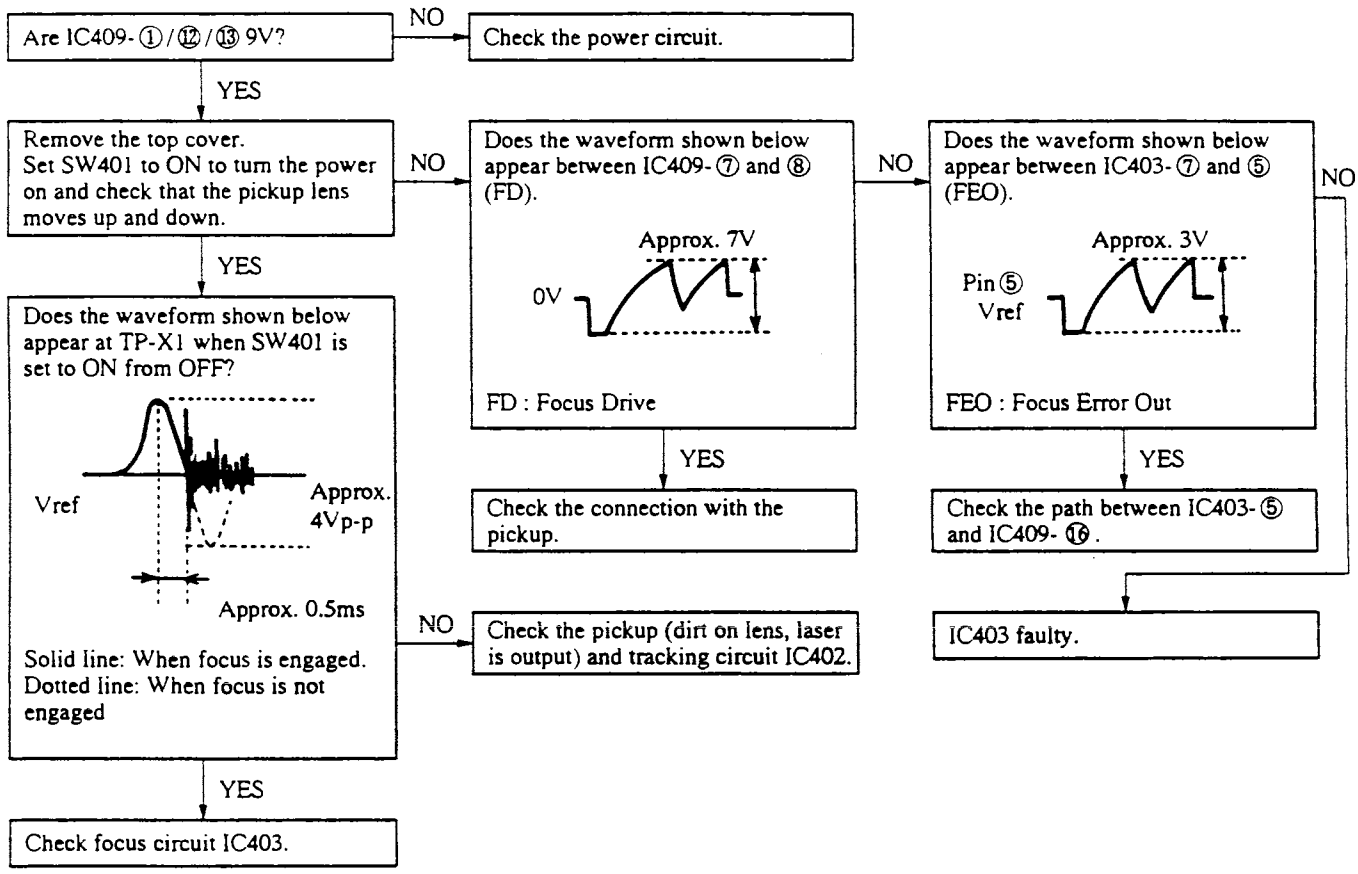 Are IC409-①/⑫/⑬ 9V?
NO
Check the power circuit.
YES
Remove the top cover.
Set SW401 to ON to turn the power
on and check that the pickup lens
moves up and down.
NO
Does the waveform shown below
appear between IC409-⑦ and ⑧
(FD).
Approx. 7V
0V
FD : Focus Drive
NO
Does the waveform shown below
appear between IC403-⑦ and ⑤
(FEO).
Approx. 3V
Pin⑤
Vref
FEO : Focus Error Out
NO
YES
Does the waveform shown below
appear at TP-X1 when SW401 is
set to ON from OFF?
Vref
Approx.
4Vp-p
Approx. 0.5ms
Solid line: When focus is engaged.
Dotted line: When focus is not
engaged
YES
Check the connection with the
pickup.
YES
Check the path between IC403-⑤
and IC409-⑯.
NO
Check the pickup (dirt on lens, laser
is output) and tracking circuit IC402.
IC403 faulty.
YES
Check focus circuit IC403.